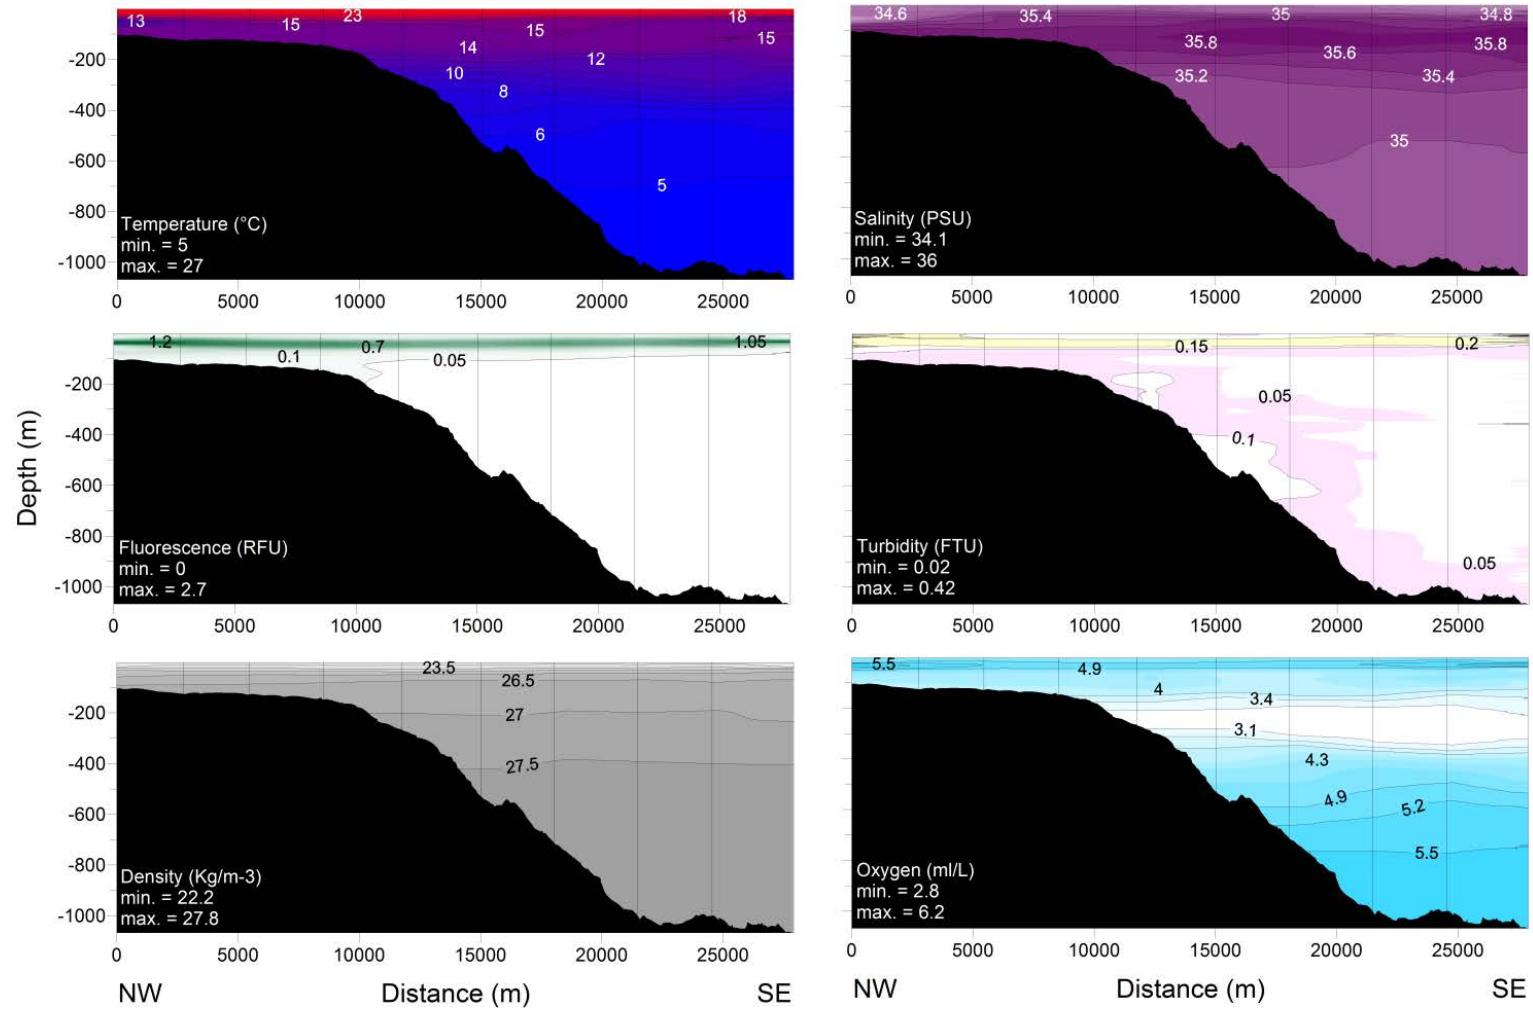 13 15 23 15 18 15
14 12
10
8
6
5
-200
-400
-600
-800
-1000
Temperature (°C)
min. = 5
max. = 27
0 5000 10000 15000 20000 25000
34.6 35.4 35 34.8
35.8 35.6 35.8
35.2 35.4
35
Salinity (PSU)
min. = 34.1
max. = 36
0 5000 10000 15000 20000 25000
1.2 0.7 1.05
0.1 0.05
-200
-400
-600
-800
-1000
Depth (m)
Fluorescence (RFU)
min. = 0
max. = 2.7
0 5000 10000 15000 20000 25000
0.15 0.2
0.05
0.1
0.05
Turbidity (FTU)
min. = 0.02
max. = 0.42
0 5000 10000 15000 20000 25000
23.5
26.5
27
27.5
-200
-400
-600
-800
-1000
Density (Kg/m-3)
min. = 22.2
max. = 27.8
0 5000 10000 15000 20000 25000
NW Distance (m) SE
5.5 4.9
4 3.4
3.1
4.3
4.9 5.2
5.5
Oxygen (ml/L)
min. = 2.8
max. = 6.2
0 5000 10000 15000 20000 25000
NW Distance (m) SE